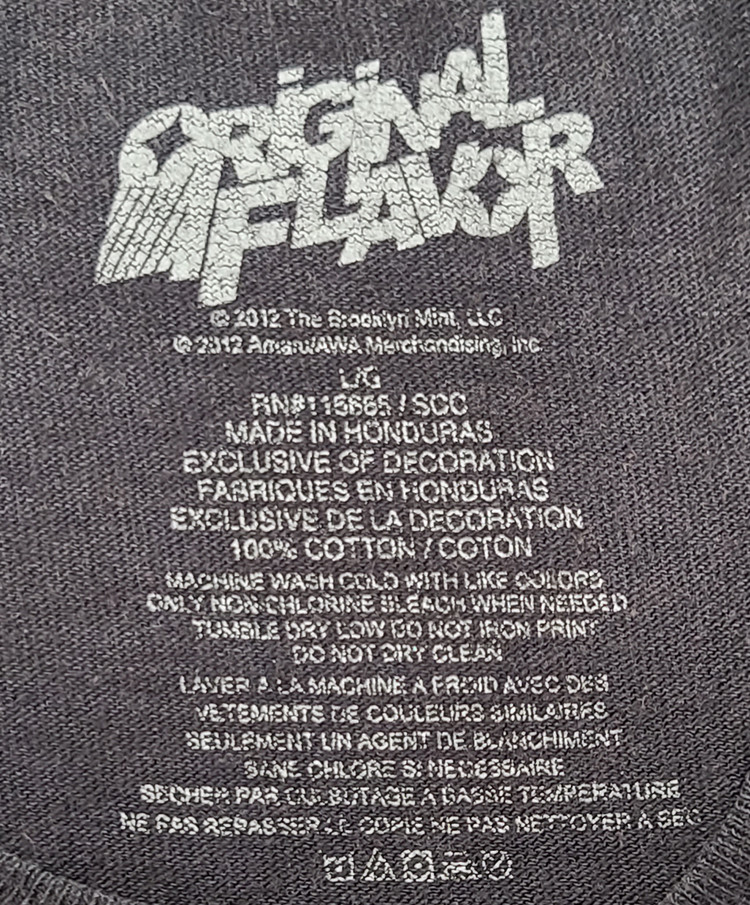 ORIGINAL
FLAVOR
© 2012 The Brooklyn Mint, LLC
© 2012 Amaru/AWA Merchandising, Inc.
L/G
RN#115665 / SCC
MADE IN HONDURAS
EXCLUSIVE OF DECORATION
FABRIQUES EN HONDURAS
EXCLUSIVE DE LA DECORATION
100% COTTON / COTON
MACHINE WASH COLD WITH LIKE COLORS
ONLY NON-CHLORINE BLEACH WHEN NEEDED
TUMBLE DRY LOW DO NOT IRON PRINT
DO NOT DRY CLEAN
LAVER A LA MACHINE A FROID AVEC DES
VETEMENTS DE COULEURS SIMILAIRES
SEULEMENT UN AGENT DE BLANCHIMENT
SANS CHLORE SI NECESSAIRE
SECHER PAR CULBUTAGE A BASSE TEMPERATURE
NE PAS REPASSER LE COPIE NE PAS NETTOYER A SEC